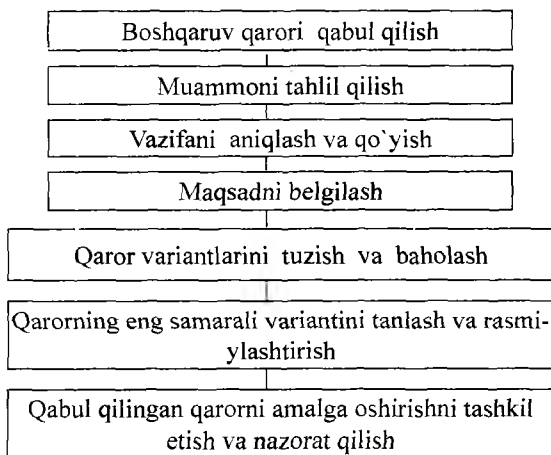 Boshqaruv qarori qabul qilish
Muammoni tahlil qilish
Vazifani aniqlash va qo`yish
Maqsadni belgilash
Qaror variantlarini tuzish va baholash
Qarorning eng samarali variantini tanlash va rasmi-
ylashtirish
Qabul qilingan qarorni amalga oshirishni tashkil
etish va nazorat qilish